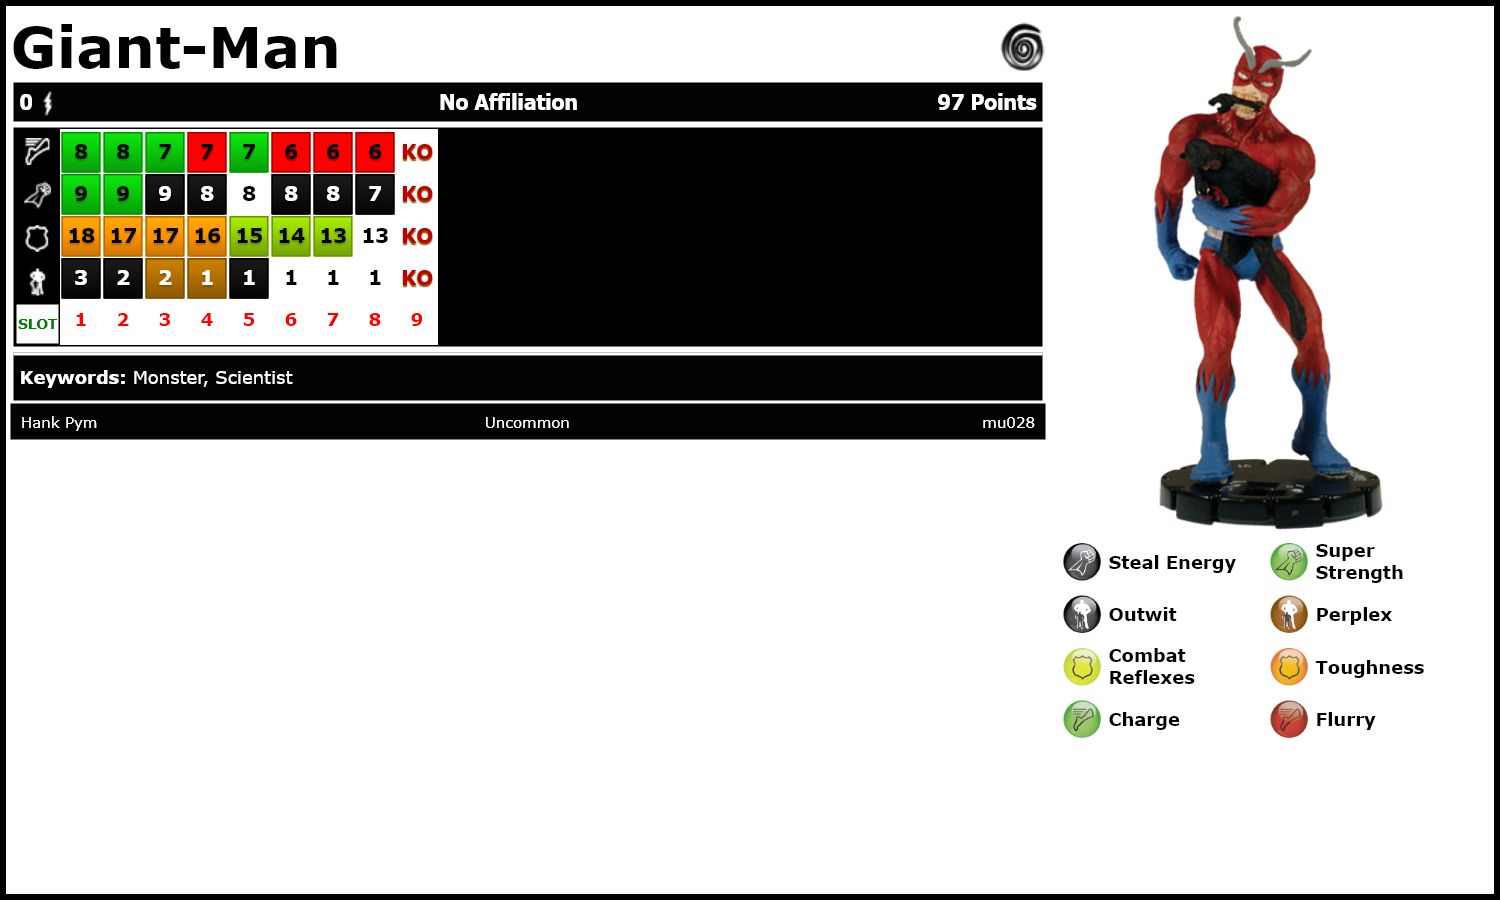 Giant-Man
0 No Affiliation 97 Points
8 8 7 7 7 6 6 6 KO
9 9 9 8 8 8 8 7 KO
18 17 17 16 15 14 13 13 KO
3 2 2 1 1 1 1 1 KO
SLOT 1 2 3 4 5 6 7 8 9
Keywords: Monster, Scientist
Hank Pym Uncommon mu028
Steal Energy
Super
Strength
Outwit
Perplex
Combat
Reflexes
Toughness
Charge
Flurry